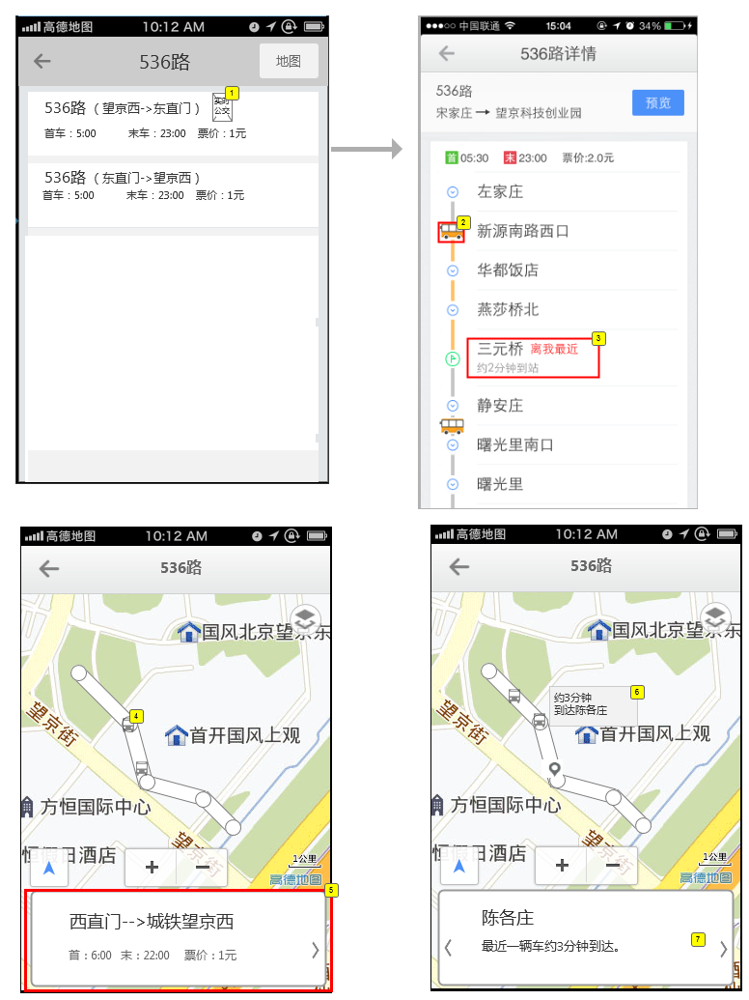 高德地图 10:12 AM
536路 地图
536路（望京西->东直门） 实时公交 1
首车：5:00 末车：23:00 票价：1元
536路（东直门->望京西）
首车：5:00 末车：23:00 票价：1元
中国联通 15:04 34%
536路详情
536路
宋家庄 → 望京科技创业园 预览
首 05:30 末 23:00 票价:2.0元
左家庄
新源南路西口 2
华都饭店
燕莎桥北
三元桥 离我最近 3
约2分钟到站
静安庄
曙光里南口
曙光里
高德地图 10:12 AM
536路
国风北京望京东
望京街
4
首开国风上观
方恒国际中心
望京街
恒假日酒店
+ −
1公里
高德地图
5
西直门-->城铁望京西
首：6:00 末：22:00 票价：1元
高德地图 10:12 AM
536路
国风北京望京东
约3分钟 6
到达陈各庄
望京街
首开国风上观
方恒国际中心
望京街
恒假日酒店
+ −
1公里
高德地图
陈各庄
最近一辆车约3分钟到达。 7